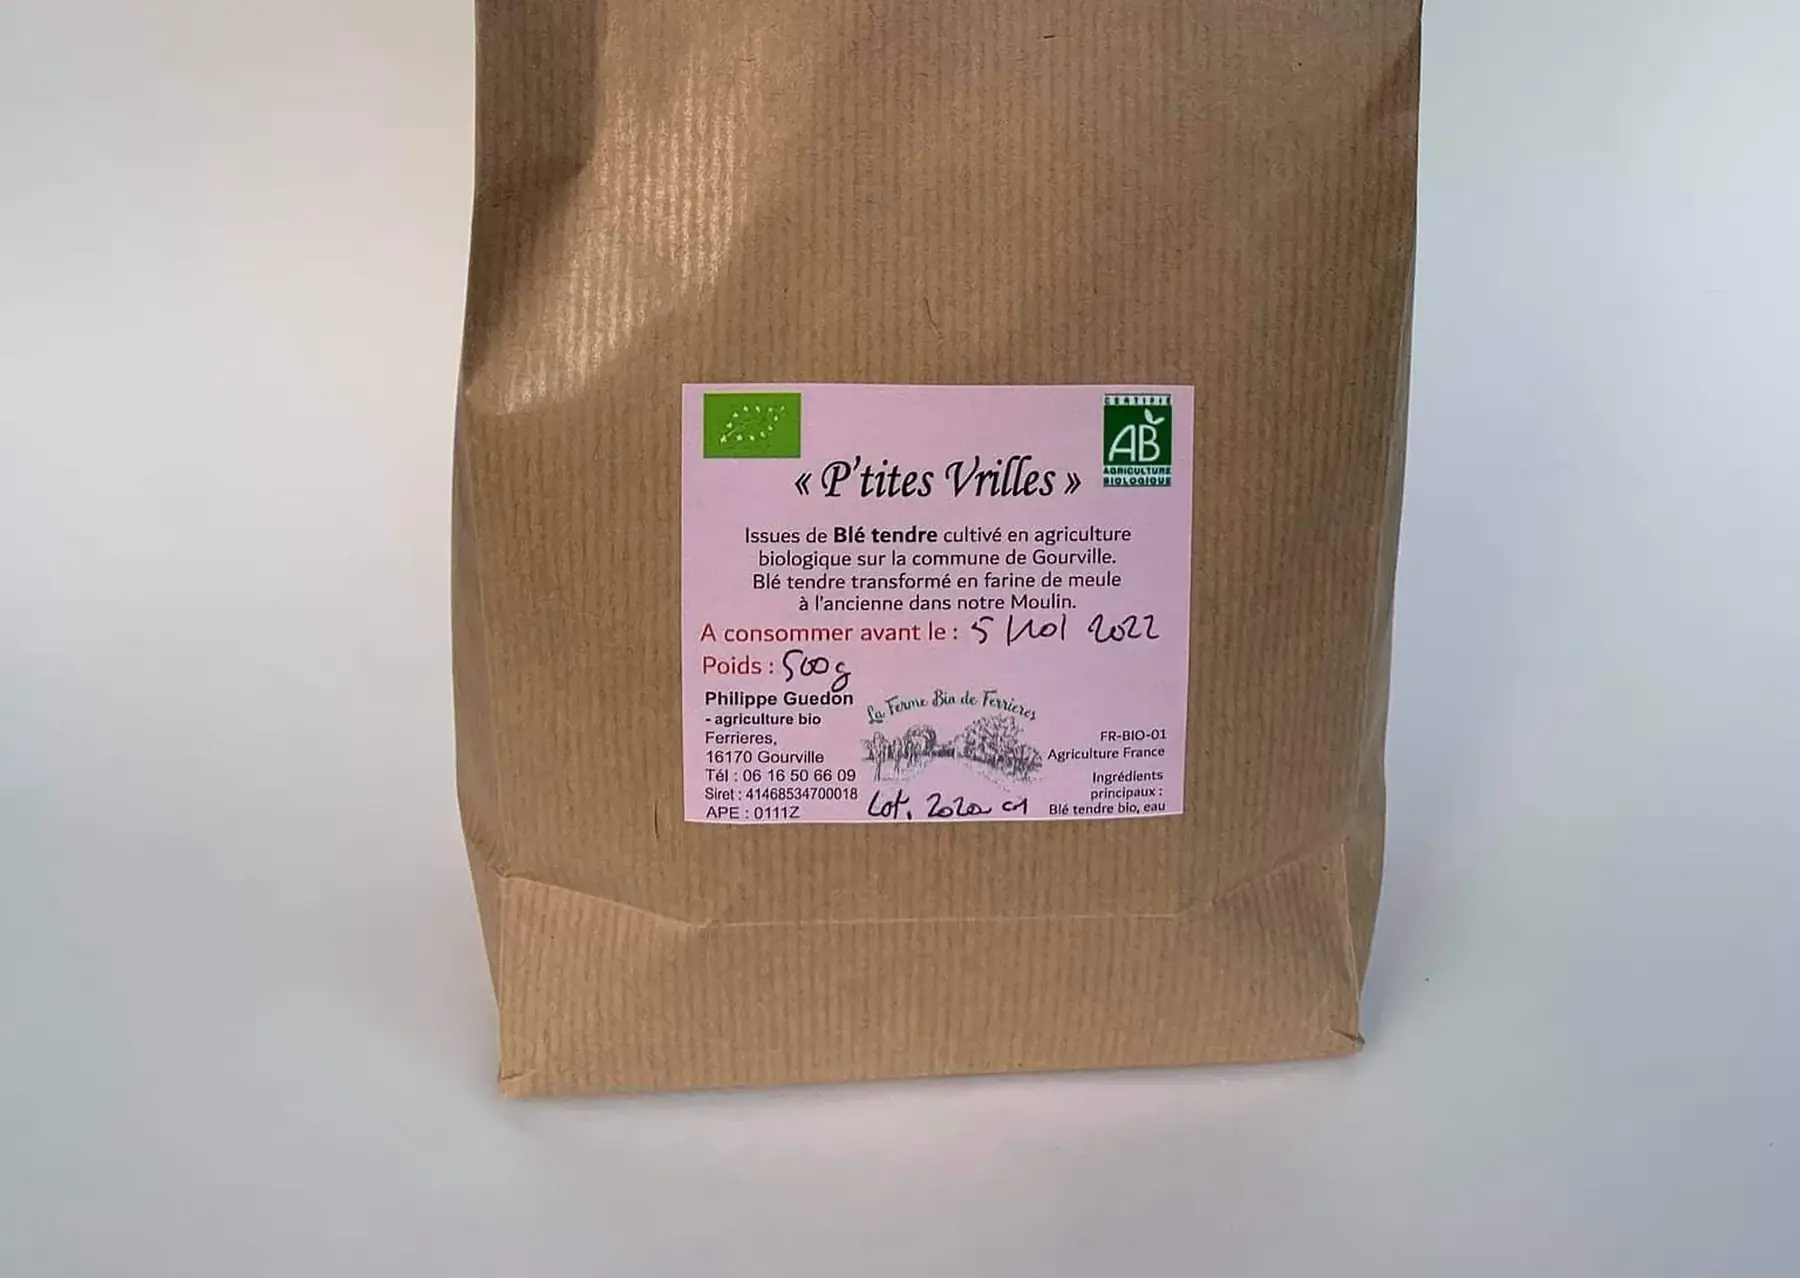 CERTIFIÉ
AB
AGRICULTURE
BIOLOGIQUE
« P'tites Vrilles »
Issues de Blé tendre cultivé en agriculture
biologique sur la commune de Gourville.
Blé tendre transformé en farine de meule
à l'ancienne dans notre Moulin.
A consommer avant le : 5 2022
Poids : 500g
Philippe Guedon
- agriculture bio
Ferrieres,
16170 Gourville
Tél : 06 16 50 66 09
Siret : 41468534700018
APE : 0111Z
La Ferme Bio de Ferrieres
Lot.
FR-BIO-01
Agriculture France
Ingrédients
principaux :
Blé tendre bio, eau